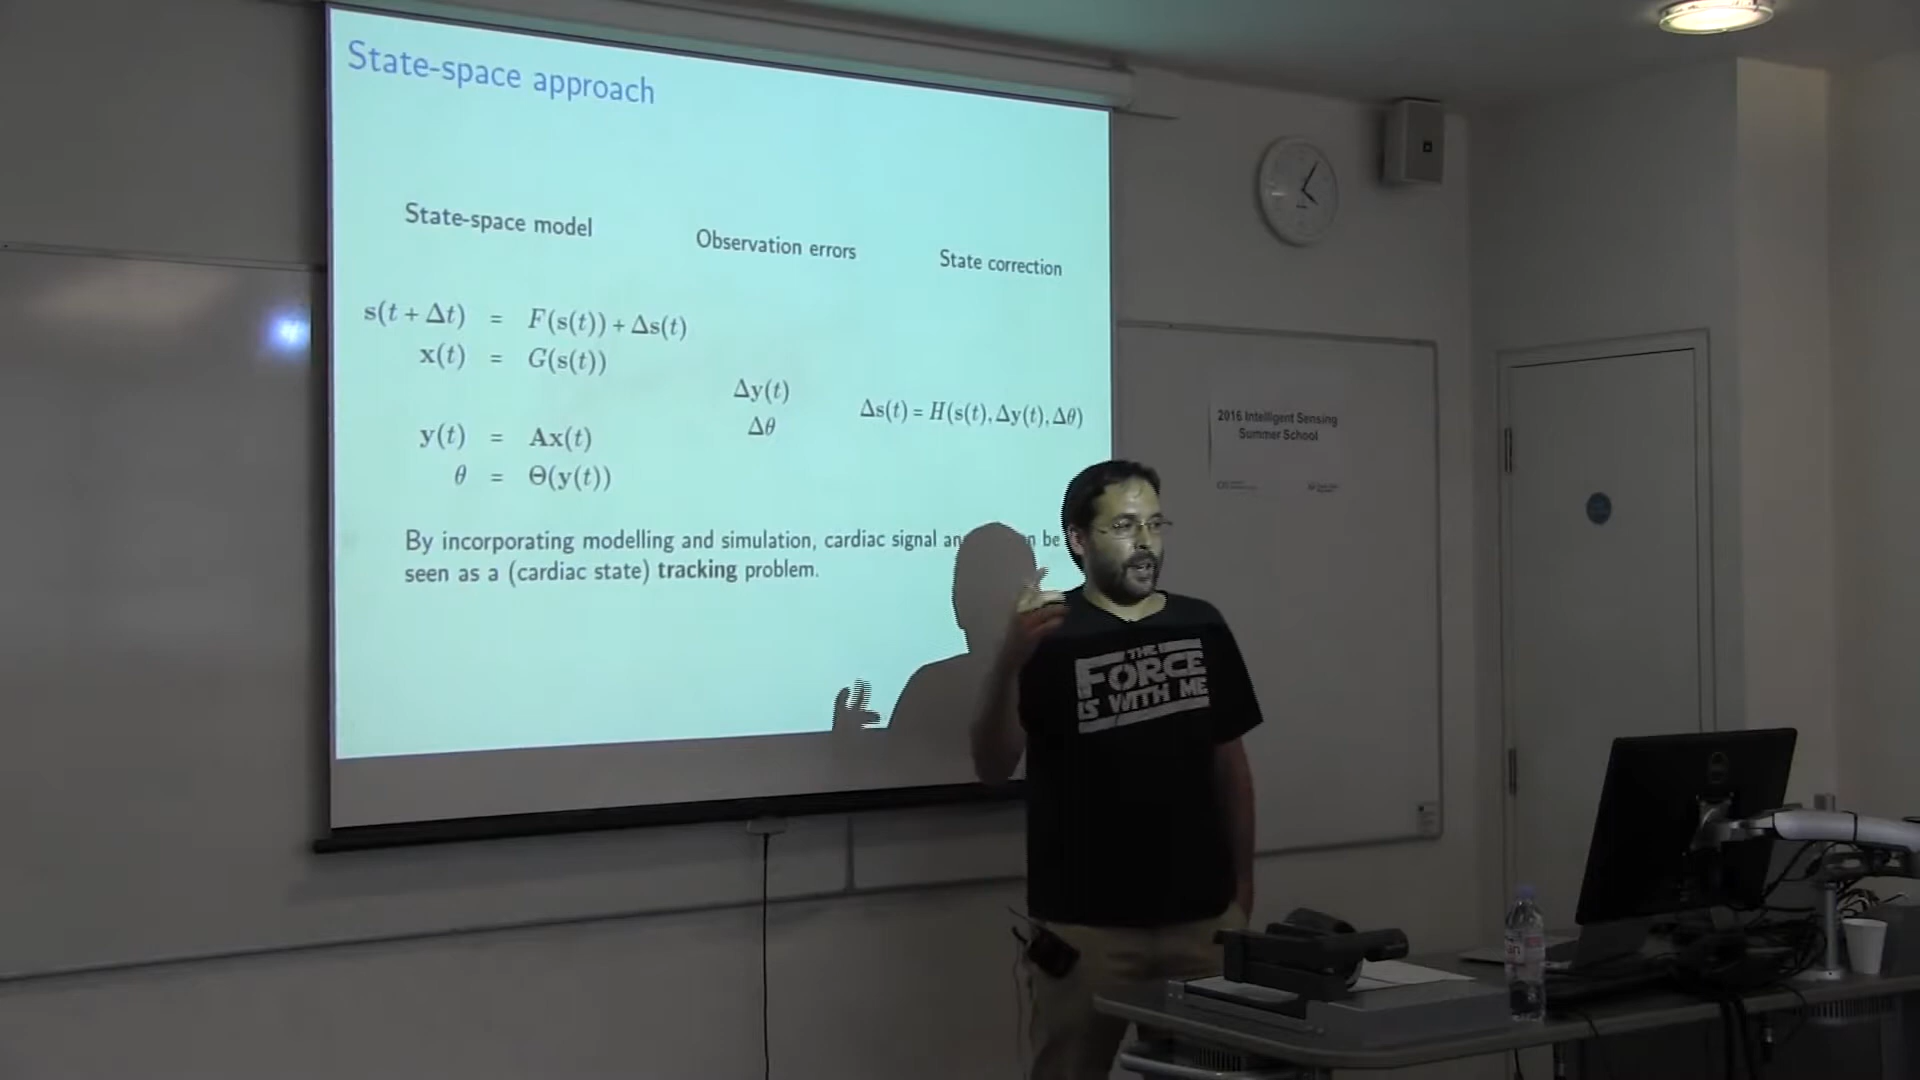 State-space approach
State-space model
Observation errors
State correction
s(t + Δt) = F(s(t)) + Δs(t)
x(t) = G(s(t))
y(t) = Ax(t)
θ = Θ(y(t))
Δy(t)
Δθ
Δs(t) = H(s(t), Δy(t), Δθ)
By incorporating modelling and simulation, cardiac signal be
seen as a (cardiac state) tracking problem.
2016 Intelligent Sensing
Summer School
THE
FORCE
IS WITH ME